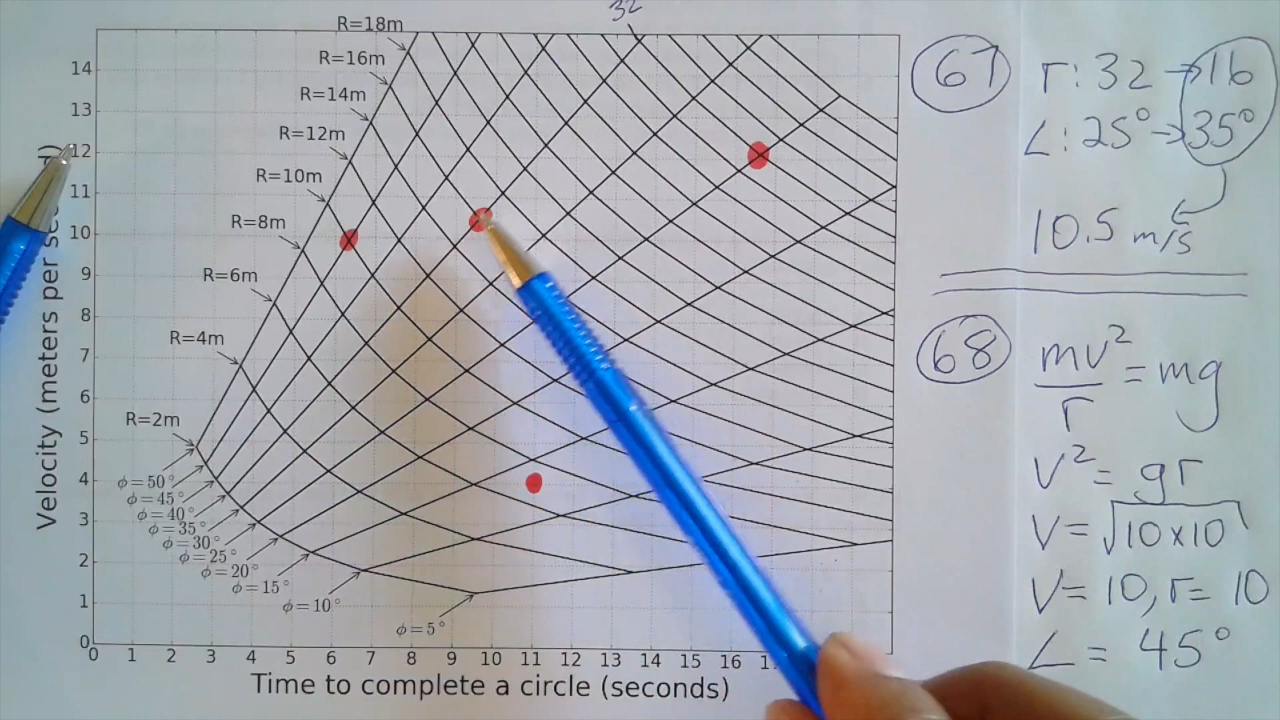 32
R=18m
R=16m
R=14m
R=12m
R=10m
R=8m
R=6m
R=4m
R=2m
ϕ=50°
ϕ=45°
ϕ=40°
ϕ=35°
ϕ=30°
ϕ=25°
ϕ=20°
ϕ=15°
ϕ=10°
ϕ=5°
14
13
12
11
10
9
8
7
6
5
4
3
2
1
0
0 1 2 3 4 5 6 7 8 9 10 11 12 13 14 15 16
Velocity (meters per
Time to complete a circle (seconds)
67
r: 32 → 16
∠: 25° → 35°
10.5 m/s
68
mv²/r = mg
V² = gr
V = √10×10
V = 10, r = 10
∠ = 45°